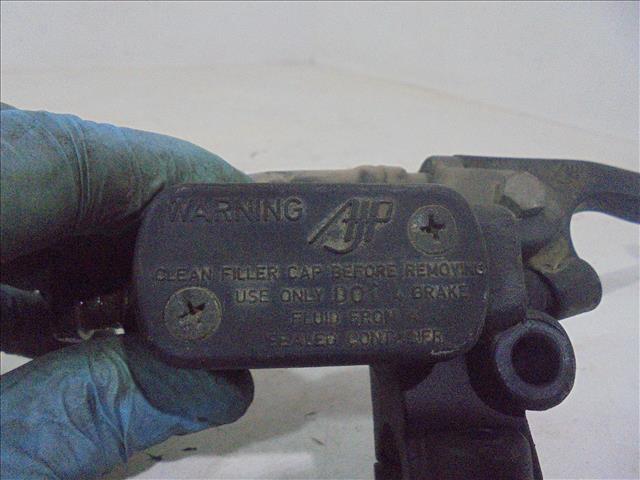 WARNING AJP
CLEAN FILLER CAP BEFORE REMOVING
USE ONLY DOT 4 BRAKE
FLUID FROM A
SEALED CONTAINER